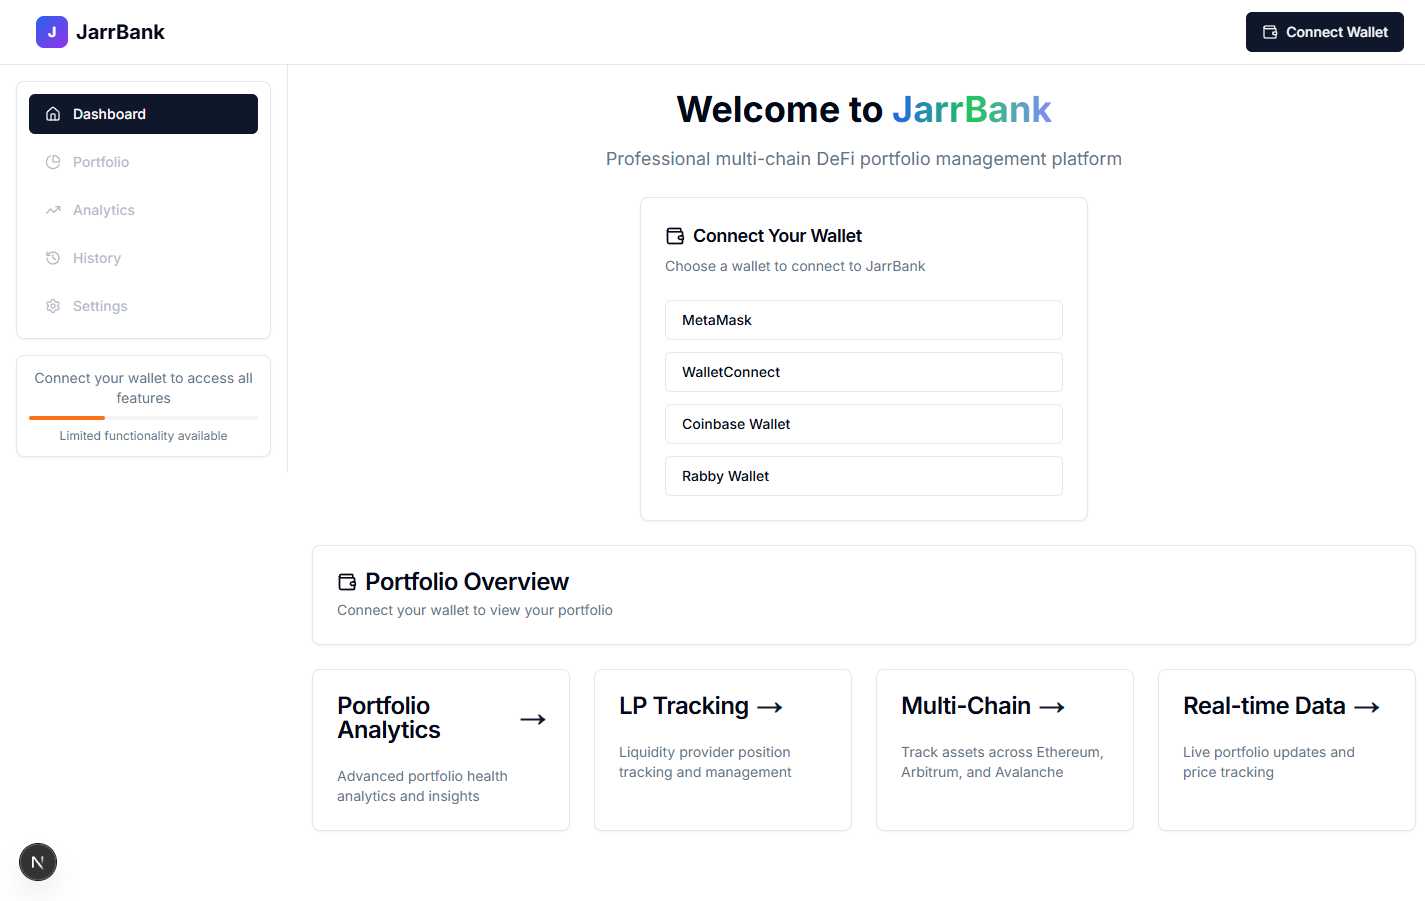 J
JarrBank
Connect Wallet
Dashboard
Portfolio
Analytics
History
Settings
Connect your wallet to access all
features
Limited functionality available
Welcome to JarrBank
Professional multi-chain DeFi portfolio management platform
Connect Your Wallet
Choose a wallet to connect to JarrBank
MetaMask
WalletConnect
Coinbase Wallet
Rabby Wallet
Portfolio Overview
Connect your wallet to view your portfolio
Portfolio
Analytics →
Advanced portfolio health
analytics and insights
LP Tracking →
Liquidity provider position
tracking and management
Multi-Chain →
Track assets across Ethereum,
Arbitrum, and Avalanche
Real-time Data →
Live portfolio updates and
price tracking
N